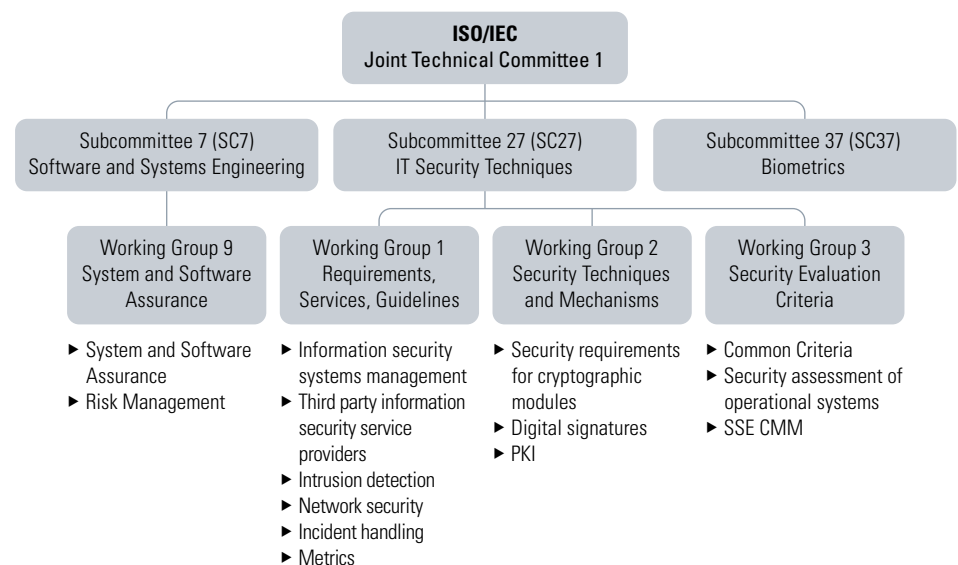 ISO/IEC
Joint Technical Committee 1
Subcommittee 7 (SC7)
Software and Systems Engineering
Subcommittee 27 (SC27)
IT Security Techniques
Subcommittee 37 (SC37)
Biometrics
Working Group 9
System and Software
Assurance
Working Group 1
Requirements,
Services, Guidelines
Working Group 2
Security Techniques
and Mechanisms
Working Group 3
Security Evaluation
Criteria
▶ System and Software
Assurance
▶ Risk Management
▶ Information security
systems management
▶ Third party information
security service
providers
▶ Intrusion detection
▶ Network security
▶ Incident handling
▶ Metrics
▶ Security requirements
for cryptographic
modules
▶ Digital signatures
▶ PKI
▶ Common Criteria
▶ Security assessment of
operational systems
▶ SSE CMM